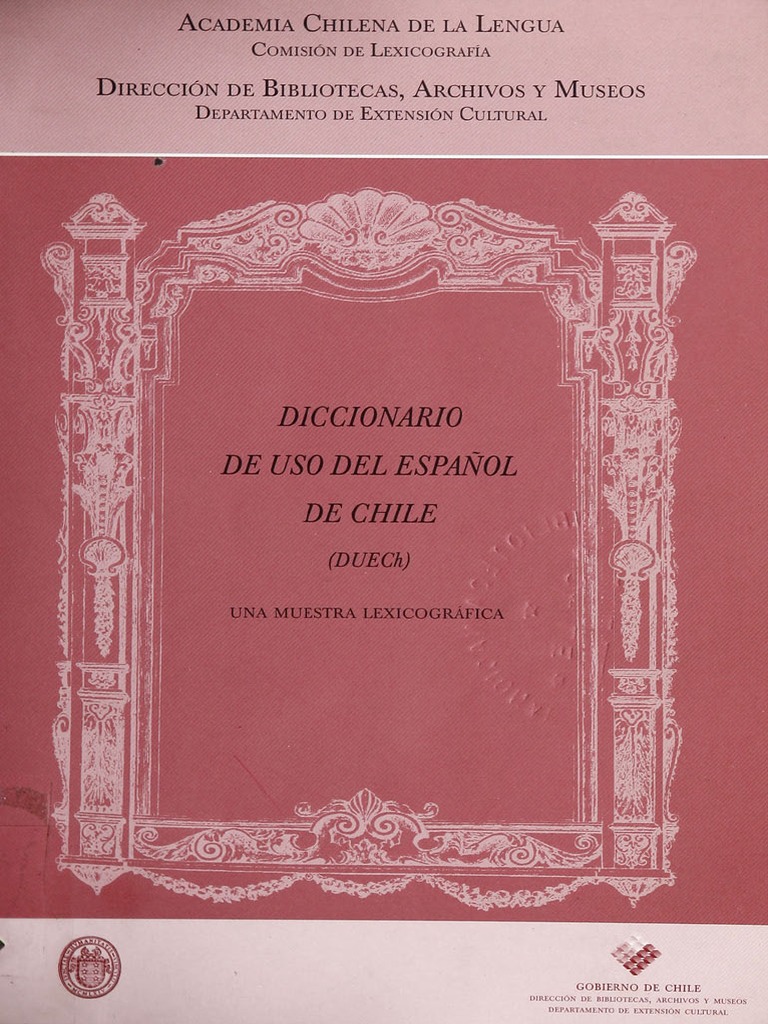 ACADEMIA CHILENA DE LA LENGUA
COMISIÓN DE LEXICOGRAFÍA
DIRECCIÓN DE BIBLIOTECAS, ARCHIVOS Y MUSEOS
DEPARTAMENTO DE EXTENSIÓN CULTURAL
DICCIONARIO
DE USO DEL ESPAÑOL
DE CHILE
(DUECh)
UNA MUESTRA LEXICOGRÁFICA
GOBIERNO DE CHILE
DIRECCIÓN DE BIBLIOTECAS, ARCHIVOS Y MUSEOS
DEPARTAMENTO DE EXTENSIÓN CULTURAL